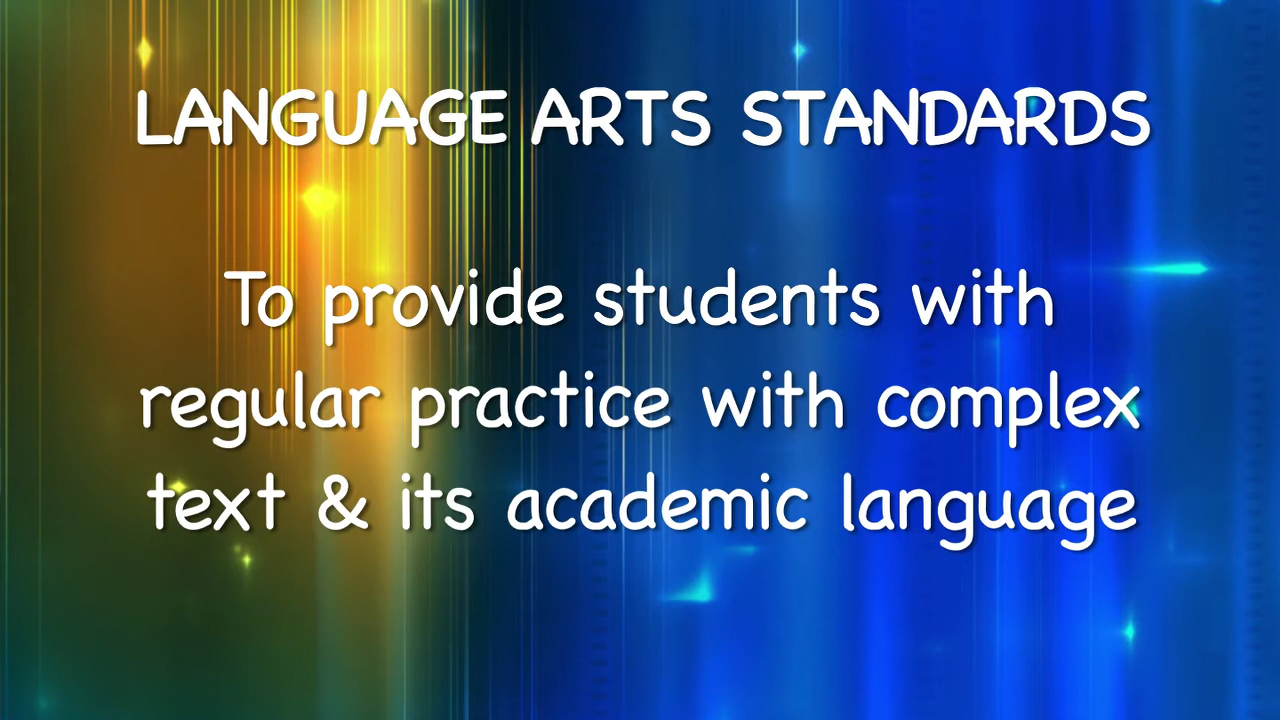 LANGUAGE ARTS STANDARDS
To provide students with
regular practice with complex
text & its academic language